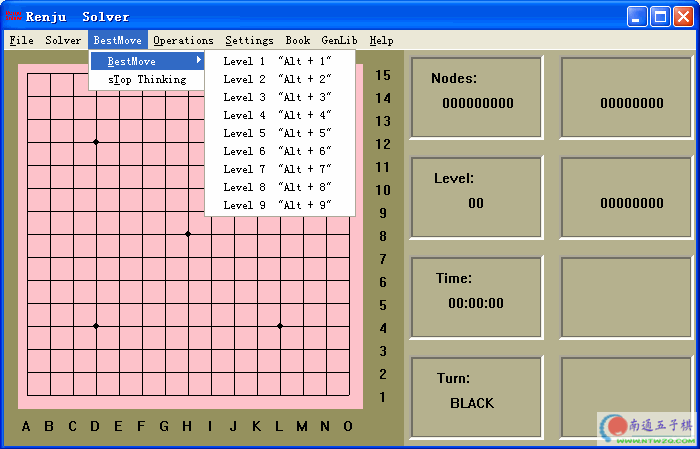 Renju Solver
File Solver BestMove Operations Settings Book GenLib Help
BestMove
sTop Thinking
Level 1 "Alt + 1"
Level 2 "Alt + 2"
Level 3 "Alt + 3"
Level 4 "Alt + 4"
Level 5 "Alt + 5"
Level 6 "Alt + 6"
Level 7 "Alt + 7"
Level 8 "Alt + 8"
Level 9 "Alt + 9"
15
14
13
12
11
10
9
8
7
6
5
4
3
2
1
A B C D E F G H I J K L M N O
Nodes:
000000000
00000000
Level:
00
00000000
Time:
00:00:00
Turn:
BLACK
南通五子棋
WWW.NTWZQ.COM